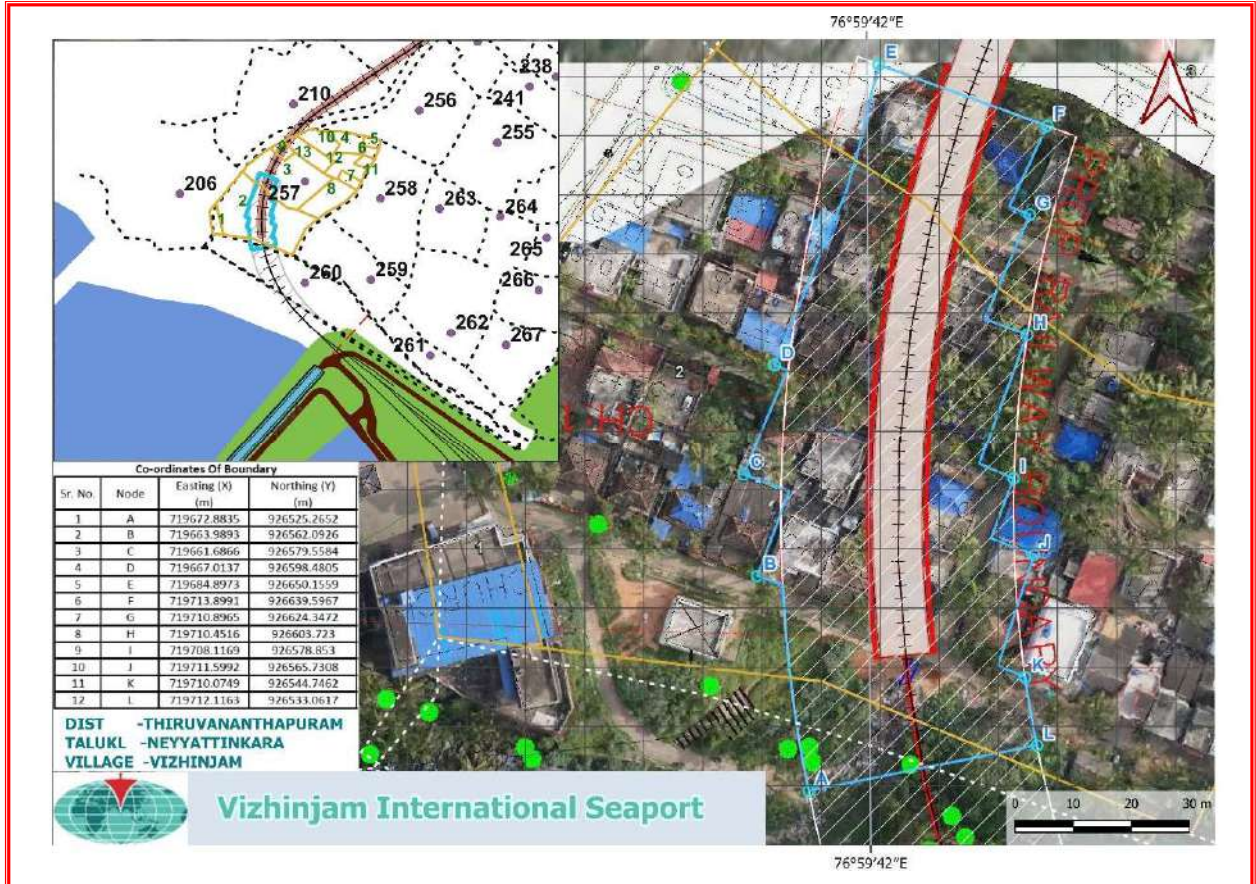 76°59'42"E
238
210
256
241
255
10
4
5
9
13
6
12
11
3
7
206
2
257
8
258
263
264
1
265
260
259
266
262
267
261
E
F
G
H
D
2
C
I
J
B
K
L
A
PROP RAILWAY PROP BOUNDARY
Co-ordinates Of Boundary
Sr. No. Node Easting (X) (m) Northing (Y) (m)
1 A 719672.8835 926525.2652
2 B 719663.9893 926562.0926
3 C 719661.6866 926579.5584
4 D 719667.0137 926598.4805
5 E 719684.8973 926650.1559
6 F 719713.8991 926639.5967
7 G 719710.8965 926624.3472
8 H 719710.4516 926603.723
9 I 719708.1169 926578.853
10 J 719711.5992 926565.7308
11 K 719710.0749 926544.7462
12 L 719712.1163 926533.0617
DIST -THIRUVANANTHAPURAM
TALUKL -NEYYATTINKARA
VILLAGE -VIZHINJAM
Vizhinjam International Seaport
0 10 20 30 m
76°59'42"E